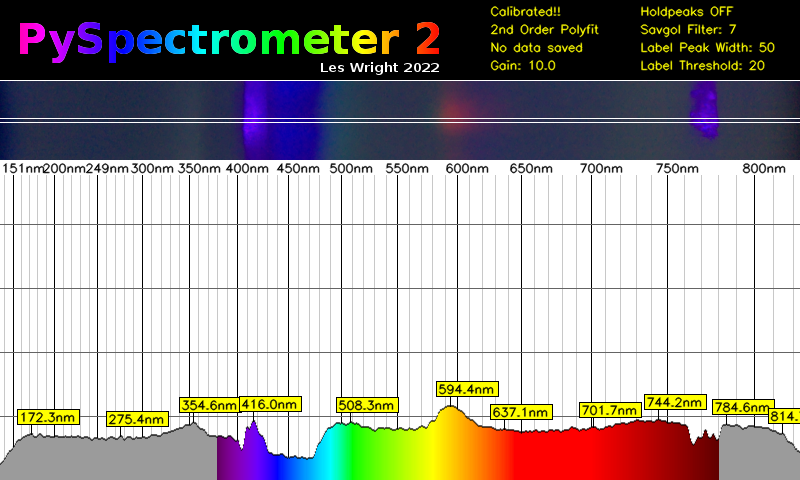 PySpectrometer 2
Les Wright 2022
Calibrated!!
2nd Order Polyfit
No data saved
Gain: 10.0
Holdpeaks OFF
Savgol Filter: 7
Label Peak Width: 50
Label Threshold: 20
151nm 200nm 249nm 300nm 350nm 400nm 450nm 500nm 550nm 600nm 650nm 700nm 750nm 800nm
594.4nm
354.6nm 416.0nm 508.3nm 744.2nm 784.6nm
172.3nm 275.4nm 637.1nm 701.7nm 814.